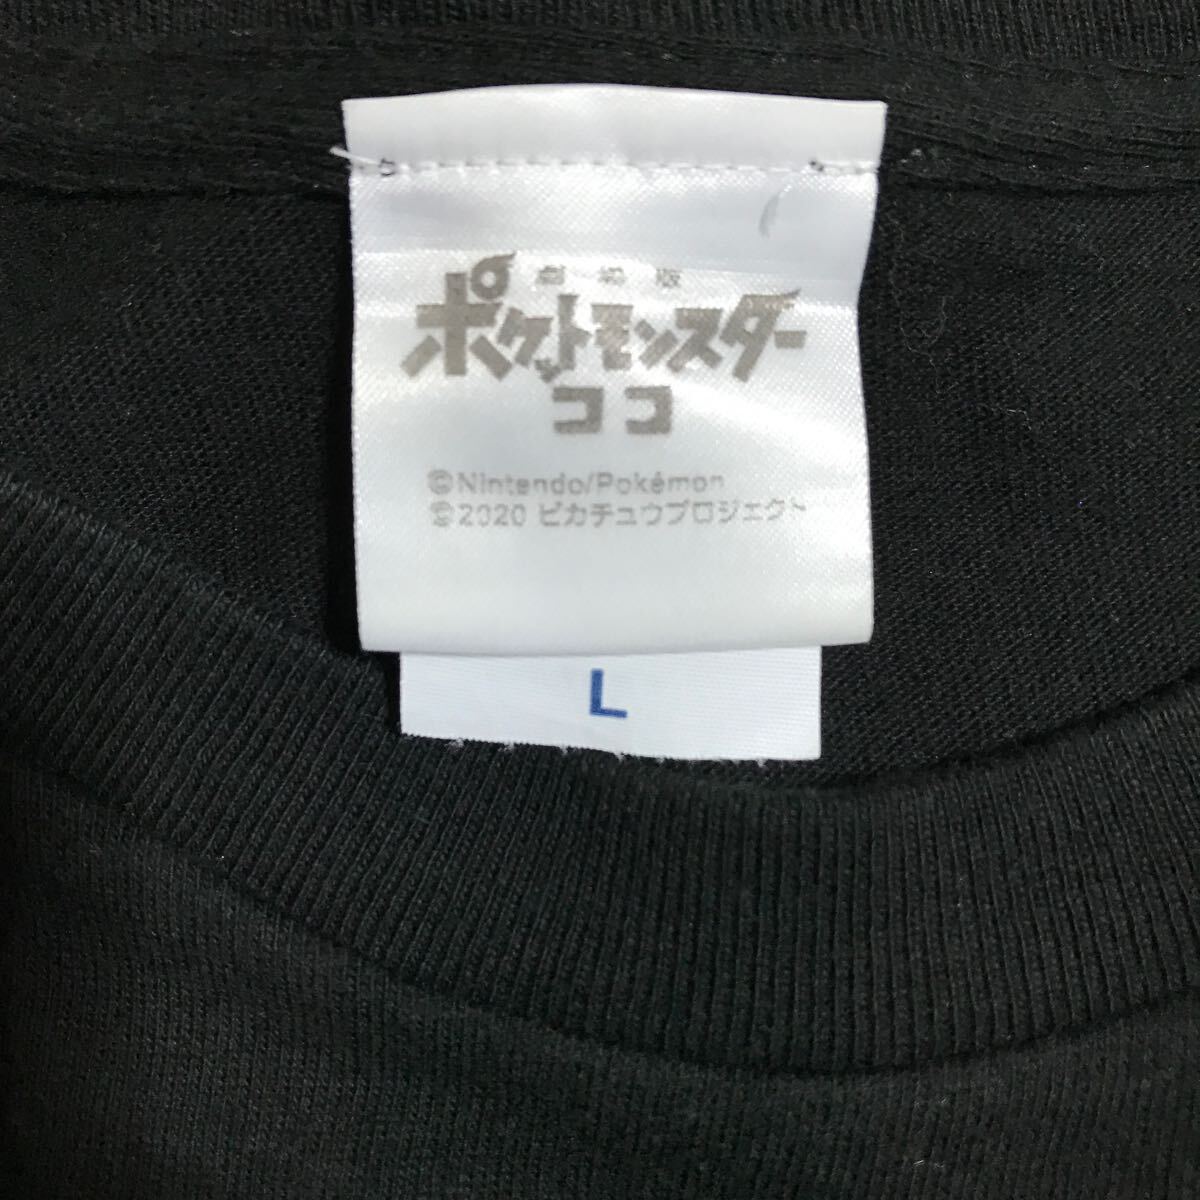 劇場版
ポケットモンスター
ココ
©Nintendo/Pokémon
©2020 ピカチュウプロジェクト
L